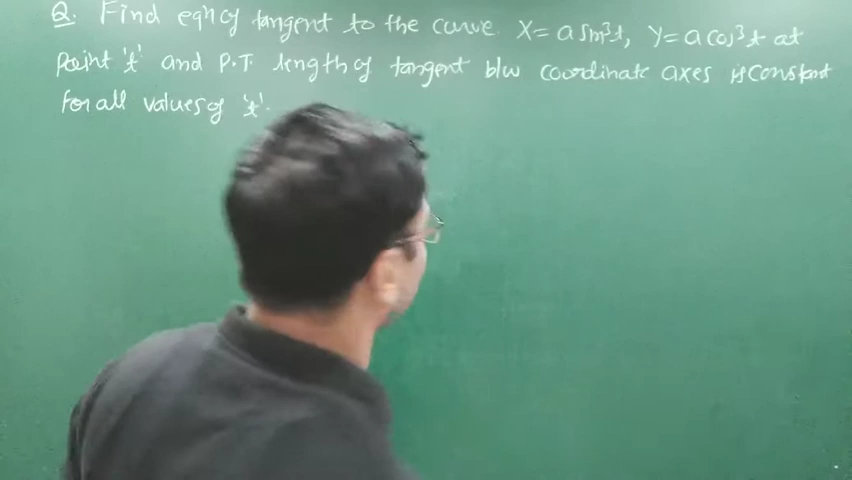 Q. Find eqn of tangent to the curve. X = a sin³t, Y = a cos³t at
point 't' and P.T. length of tangent b/w coordinate axes is constant
for all values of 't'.